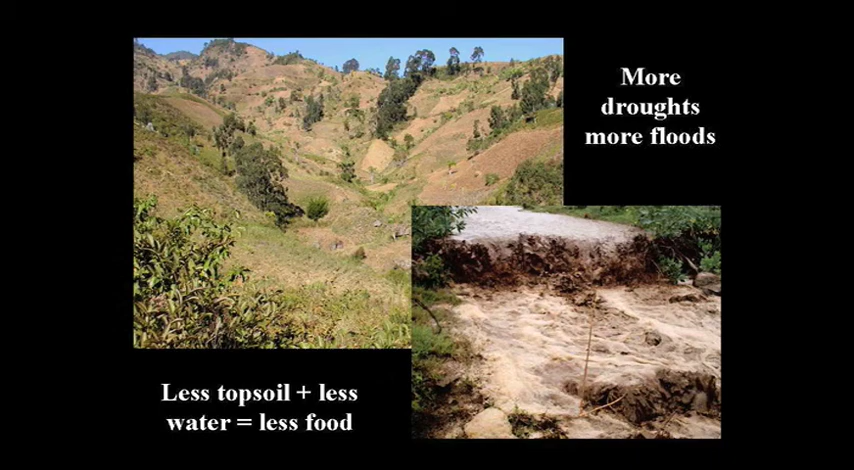 More
droughts
more floods
Less topsoil + less
water = less food